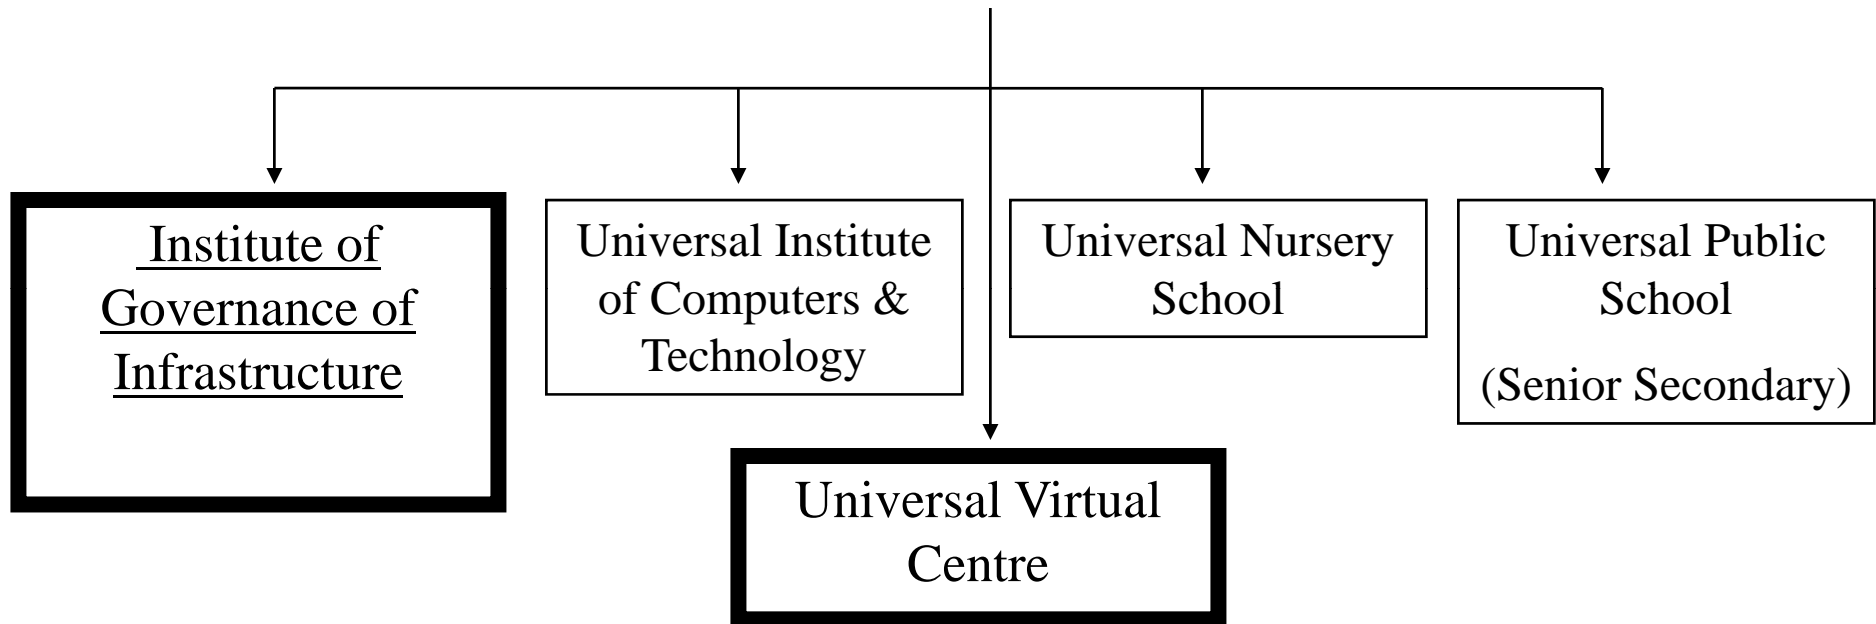 Institute of
Governance of
Infrastructure
Universal Institute
of Computers &
Technology
Universal Nursery
School
Universal Public
School
(Senior Secondary)
Universal Virtual
Centre